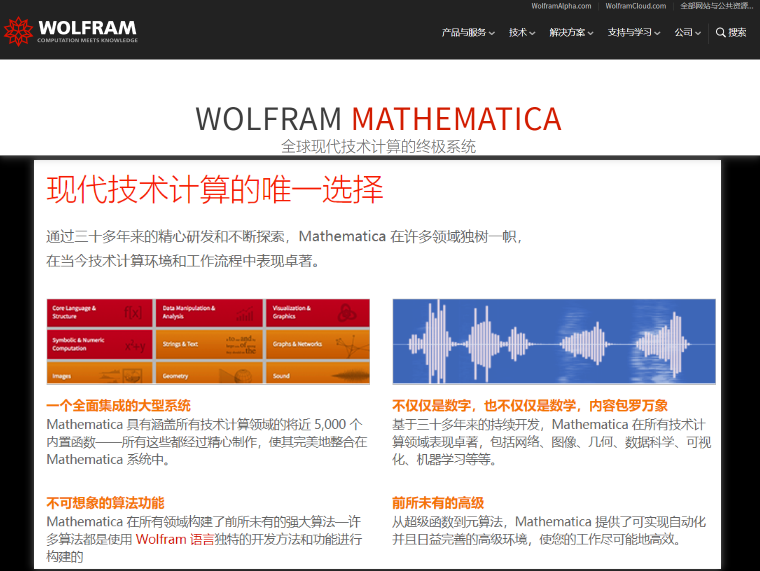 WolframAlpha.com
WolframCloud.com
全部网站与公共资源...
WOLFRAM
COMPUTATION MEETS KNOWLEDGE
产品与服务
技术
解决方案
支持与学习
公司
搜索
WOLFRAM MATHEMATICA
全球现代技术计算的终极系统
现代技术计算的唯一选择
通过三十多年来的精心研发和不断探索，Mathematica 在许多领域独树一帜，
在当今技术计算环境和工作流程中表现卓著。
Core Language &
Structure
f[x]
Data Manipulation &
Analysis
Visualization &
Graphics
Symbolic & Numeric
Computation
x²+y
Strings & Text
Graphs & Networks
Images
Geometry
Sound
一个全面集成的大型系统
Mathematica 具有涵盖所有技术计算领域的将近 5,000 个
内置函数——所有这些都经过精心制作，使其完美地整合在
Mathematica 系统中。
不仅仅是数字，也不仅仅是数学，内容包罗万象
基于三十多年来的持续开发，Mathematica 在所有技术计
算领域表现卓著，包括网络、图像、几何、数据科学、可视
化、机器学习等等。
不可想象的算法功能
Mathematica 在所有领域构建了前所未有的强大算法—许
多算法都是使用 Wolfram 语言独特的开发方法和功能进行
构建的
前所未有的高级
从超级函数到元算法，Mathematica 提供了可实现自动化
并且日益完善的高级环境，使您的工作尽可能地高效。